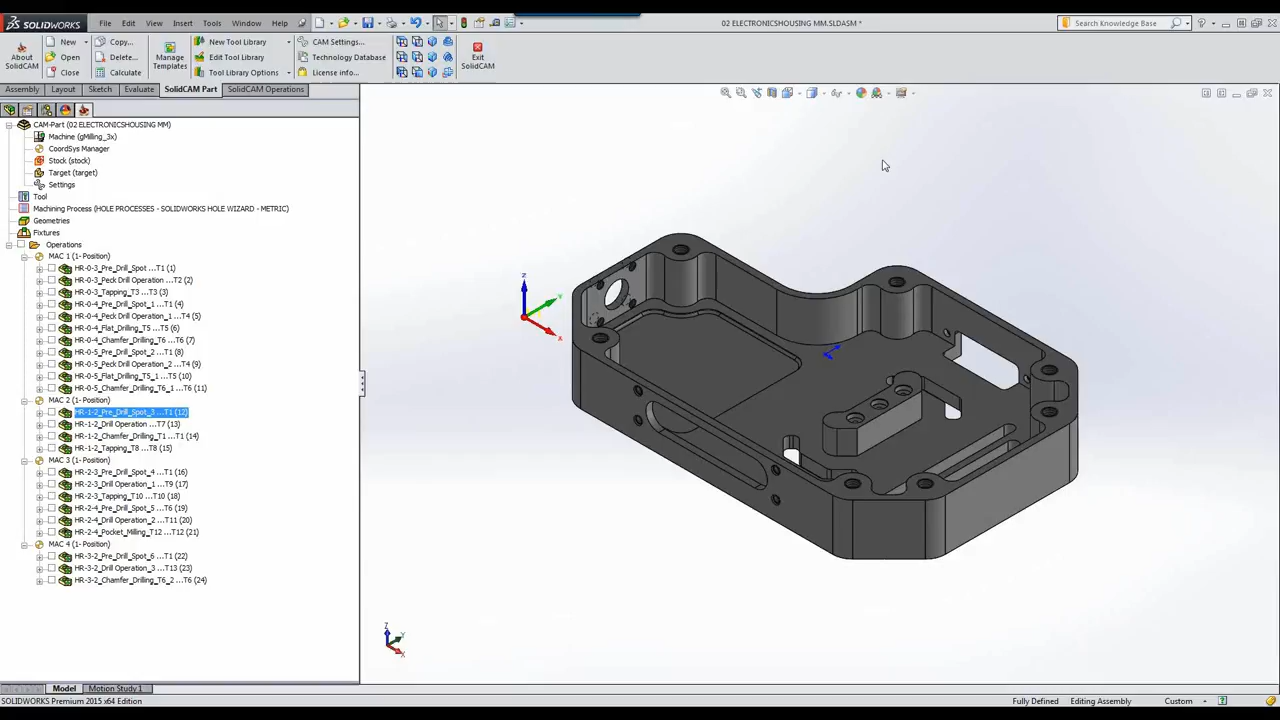 SOLIDWORKS File Edit View Insert Tools Window Help 02 ELECTRONICSHOUSING MM.SLDASM * Search Knowledge Base
About SolidCAM
New Copy...
Open Delete...
Close Calculate
Manage Templates
New Tool Library CAM Settings...
Edit Tool Library Technology Database
Tool Library Options License info...
Exit SolidCAM
Assembly Layout Sketch Evaluate SolidCAM Part SolidCAM Operations
CAM-Part (02 ELECTRONICSHOUSING MM)
Machine (gMilling_3x)
CoordSys Manager
Stock (stock)
Target (target)
Settings
Tool
Machining Process (HOLE PROCESSES - SOLIDWORKS HOLE WIZARD - METRIC)
Geometries
Fixtures
Operations
MAC 1 (1- Position)
HR-0-3_Pre_Drill_Spot ...T1 (1)
HR-0-3_Peck Drill Operation ...T2 (2)
HR-0-3_Tapping_T3 ...T3 (3)
HR-0-4_Pre_Drill_Spot_1 ...T1 (4)
HR-0-4_Peck Drill Operation_1 ...T4 (5)
HR-0-4_Flat_Drilling_T5 ...T5 (6)
HR-0-4_Chamfer_Drilling_T6 ...T6 (7)
HR-0-5_Pre_Drill_Spot_2 ...T1 (8)
HR-0-5_Peck Drill Operation_2 ...T4 (9)
HR-0-5_Flat_Drilling_T5_1 ...T5 (10)
HR-0-5_Chamfer_Drilling_T6_1 ...T6 (11)
MAC 2 (1- Position)
HR-1-2_Pre_Drill_Spot_3 ...T1 (12)
HR-1-2_Drill Operation ...T7 (13)
HR-1-2_Chamfer_Drilling_T1 ...T1 (14)
HR-1-2_Tapping_T8 ...T8 (15)
MAC 3 (1- Position)
HR-2-3_Pre_Drill_Spot_4 ...T1 (16)
HR-2-3_Drill Operation_1 ...T9 (17)
HR-2-3_Tapping_T10 ...T10 (18)
HR-2-4_Pre_Drill_Spot_5 ...T6 (19)
HR-2-4_Drill Operation_2 ...T11 (20)
HR-2-4_Pocket_Milling_T12 ...T12 (21)
MAC 4 (1- Position)
HR-3-2_Pre_Drill_Spot_6 ...T1 (22)
HR-3-2_Drill Operation_3 ...T13 (23)
HR-3-2_Chamfer_Drilling_T6_2 ...T6 (24)
Z Y X
Z Y X
Model Motion Study 1
SOLIDWORKS Premium 2015 x64 Edition Fully Defined Editing Assembly Custom